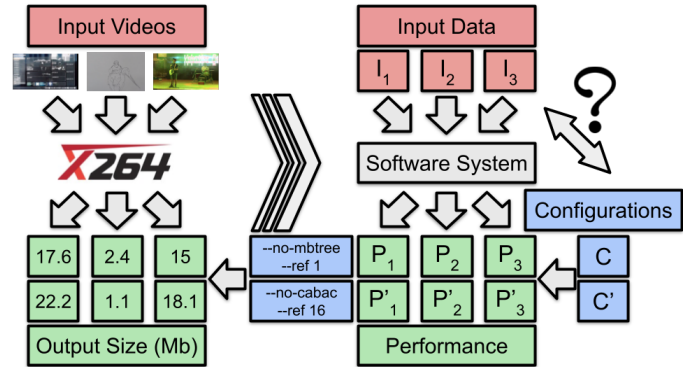 Input Videos
Input Data
I1 I2 I3
?
X264
Software System
Configurations
17.6 2.4 15
--no-mbtree
--ref 1
P1 P2 P3
C
22.2 1.1 18.1
--no-cabac
--ref 16
P'1 P'2 P'3
C'
Output Size (Mb)
Performance